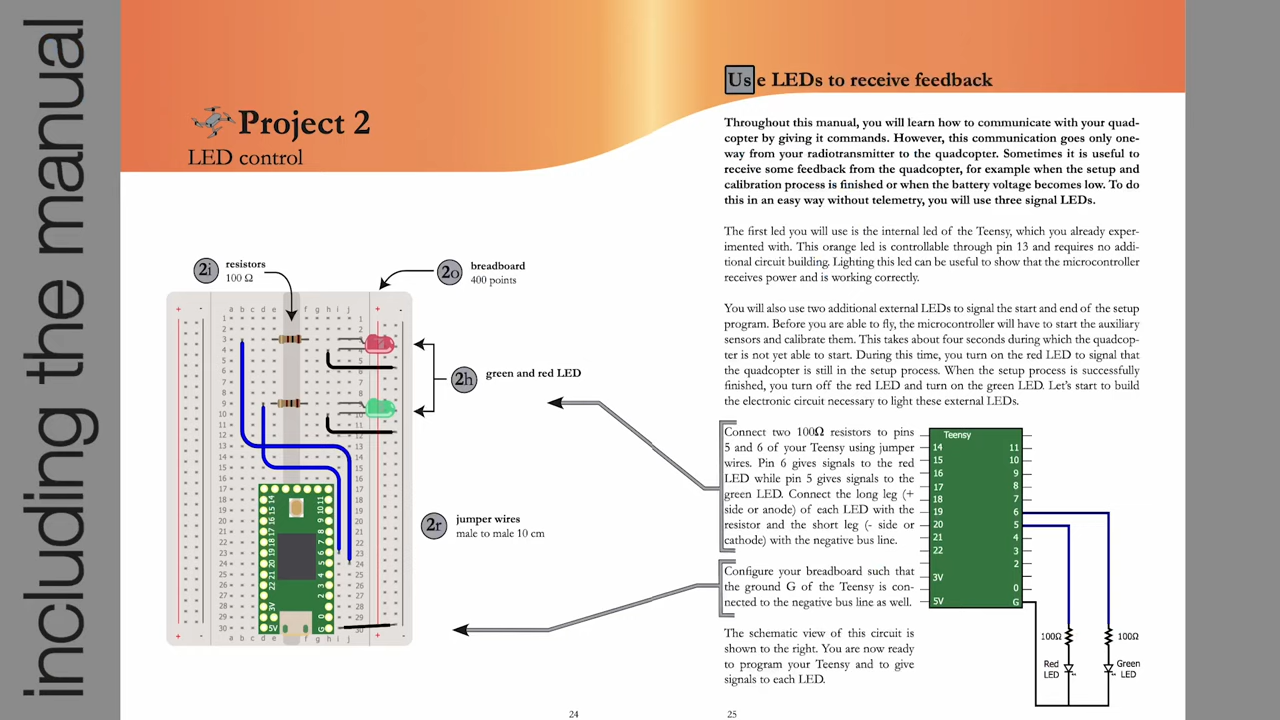 including the manual
Project 2
LED control
2i
resistors
100 Ω
2o
breadboard
400 points
2h
green and red LED
2r
jumper wires
male to male 10 cm
24
Use LEDs to receive feedback
Throughout this manual, you will learn how to communicate with your quad-
copter by giving it commands. However, this communication goes only one-
way from your radiotransmitter to the quadcopter. Sometimes it is useful to
receive some feedback from the quadcopter, for example when the setup and
calibration process is finished or when the battery voltage becomes low. To do
this in an easy way without telemetry, you will use three signal LEDs.
The first led you will use is the internal led of the Teensy, which you already exper-
imented with. This orange led is controllable through pin 13 and requires no addi-
tional circuit building. Lighting this led can be useful to show that the microcontroller
receives power and is working correctly.
You will also use two additional external LEDs to signal the start and end of the setup
program. Before you are able to fly, the microcontroller will have to start the auxiliary
sensors and calibrate them. This takes about four seconds during which the quadcop-
ter is not yet able to start. During this time, you turn on the red LED to signal that
the quadcopter is still in the setup process. When the setup process is successfully
finished, you turn off the red LED and turn on the green LED. Let's start to build
the electronic circuit necessary to light these external LEDs.
Connect two 100Ω resistors to pins
5 and 6 of your Teensy using jumper
wires. Pin 6 gives signals to the red
LED while pin 5 gives signals to the
green LED. Connect the long leg (+
side or anode) of each LED with the
resistor and the short leg (- side or
cathode) with the negative bus line.
Configure your breadboard such that
the ground G of the Teensy is con-
nected to the negative bus line as well.
The schematic view of this circuit is
shown to the right. You are now ready
to program your Teensy and to give
signals to each LED.
Teensy
14 11
15 10
16 9
17 8
18 7
19 6
20 5
21 4
22 3
2
3V
0
5V G
100Ω 100Ω
Red
LED
Green
LED
25